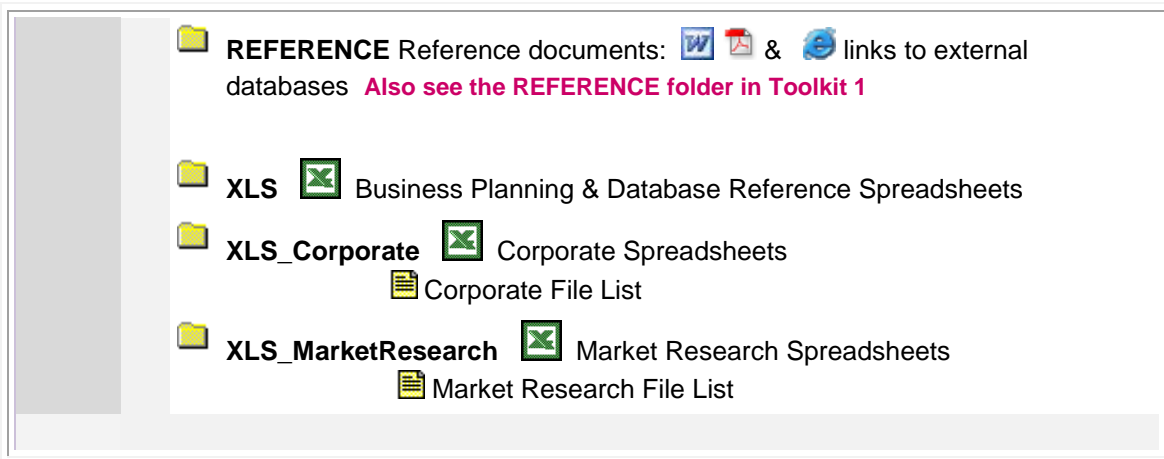 REFERENCE Reference documents: & links to external
databases Also see the REFERENCE folder in Toolkit 1
XLS Business Planning & Database Reference Spreadsheets
XLS_Corporate Corporate Spreadsheets
Corporate File List
XLS_MarketResearch Market Research Spreadsheets
Market Research File List